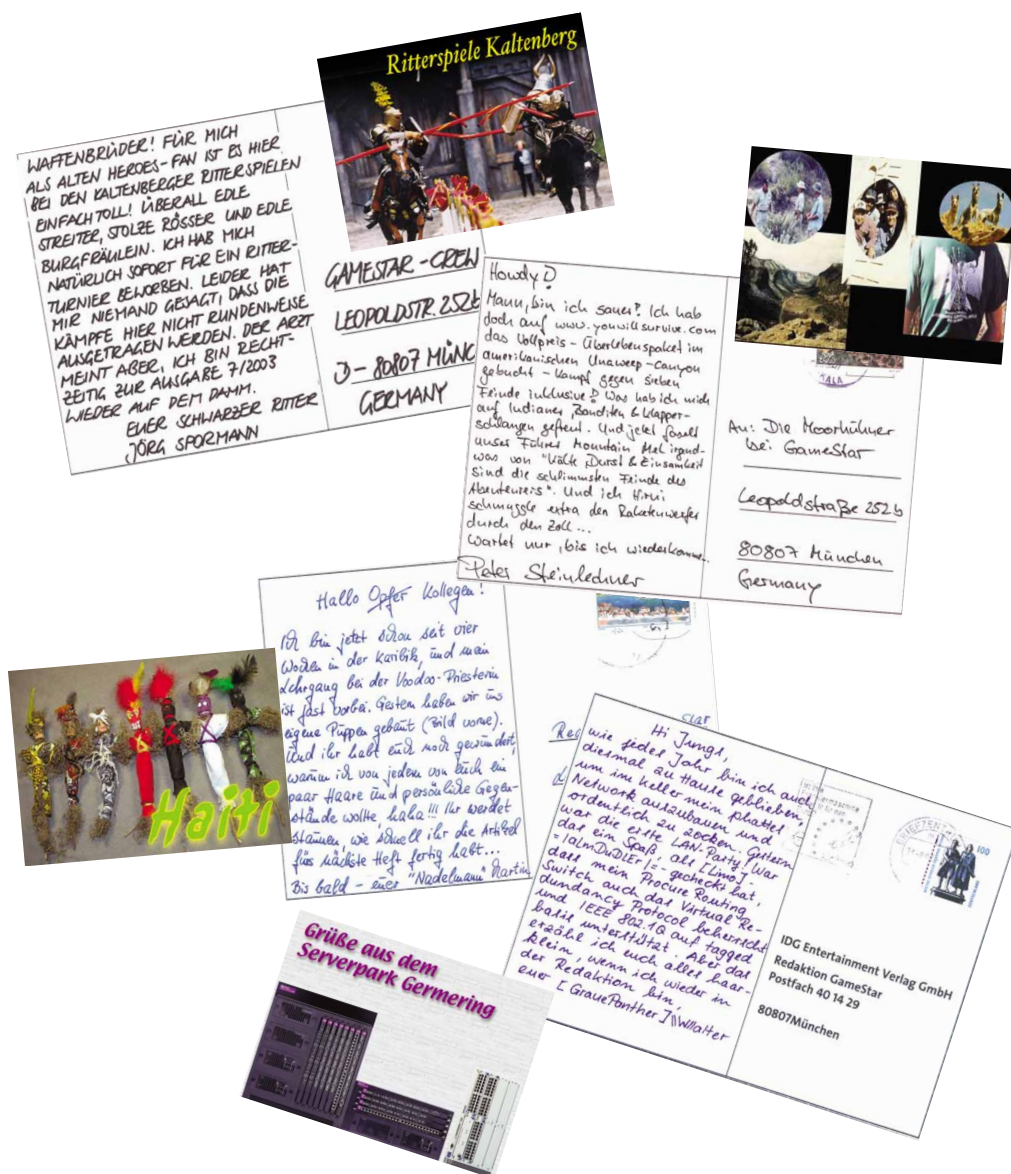 Ritterspiele Kaltenberg
WAFFENBRÜDER! FÜR MICH
ALS ALTEN HEROES-FAN IST ES HIER
BEI DEN KALTENBERGER RITTERSPIELEN
EINFACH TOLL! ÜBERALL EDLE
STREITER, STOLZE RÖSSER UND EDLE
BURGFRÄULEIN. ICH HAB MICH
NATÜRLICH SOFORT FÜR EIN RITTER-
TURNIER BEWORBEN. LEIDER HAT
MIR NIEMAND GESAGT, DASS DIE
KÄMPFE HIER NICHT RUNDENWEISE
AUSGETRAGEN WERDEN. DER ARZT
MEINT ABER, ICH BIN RECHT-
ZEITIG ZUR AUSGABE 7/2003
WIEDER AUF DEM DAMM.
EUER SCHWARZER RITTER
JÖRG SPORMANN
GAMESTAR-CREW
LEOPOLDSTR. 252b
D-80807 MÜNC
GERMANY
Howdy!
Mann, bin ich sauer! Ich hab
doch auf www.youwillsurvive.com
das Vollpreis-Überlebenspaket im
amerikanischen Unaweep-Canyon
gebucht - Kampf gegen sieben
Feinde inklusive! Was hab ich mich
auf Indianer, Banditen & Klapper-
schlangen gefreut. Und jetzt faselt
unser Führer Mountain Mel irgend-
was von "Kälte, Durst & Einsamkeit
sind die schlimmsten Feinde des
Abenteurers". Und ich Hirni
schmuggle extra den Raketenwerfer
durch den Zoll...
Wartet nur, bis ich wiederkomme.
Peter Steinlechner
An: Die Moorhühner
bei GameStar
Leopoldstraße 252b
80807 München
Germany
Hallo Opfer Kollegen!
Ich bin jetzt schon seit vier
Wochen in der Karibik, und mein
Lehrgang bei der Voodoo-Priesterin
ist fast vorbei. Gestern haben wir uns
eigene Puppen gebaut (Bild vorne).
Und ihr habt euch noch gewundert
warum ich von jedem von euch ein
paar Haare und persönliche Gegen-
stände wollte, haha!!! Ihr werdet
staunen, wie schnell ihr die Artikel
fürs nächste Heft fertig habt...
Bis bald - euer "Nadelmann" Martin
Star
Haiti
Hi Jungs,
wie jedes Jahr bin ich auch
diesmal zu Hause geblieben,
um im Keller mein phattes
Network auszubauen und
ordentlich zu zocken. Gestern
war die erste LAN-Party. War
das ein Spaß, als [Limo]-
=TalmDuDLEr|=- gecheckt hat,
dass mein Procure Routing
Switch auch das Virtual Re-
dundancy Protocol beherrscht
und IEEE 802.1Q auf tagged
basis unterstützt. Aber das
erzähl ich euch alles haar-
klein, wenn ich wieder in
der Redaktion bin,
euer [GrauePanther]
100
IDG Entertainment Verlag GmbH
Redaktion GameStar
Postfach 40 14 29
80807München
Grüße aus dem
Serverpark Germering